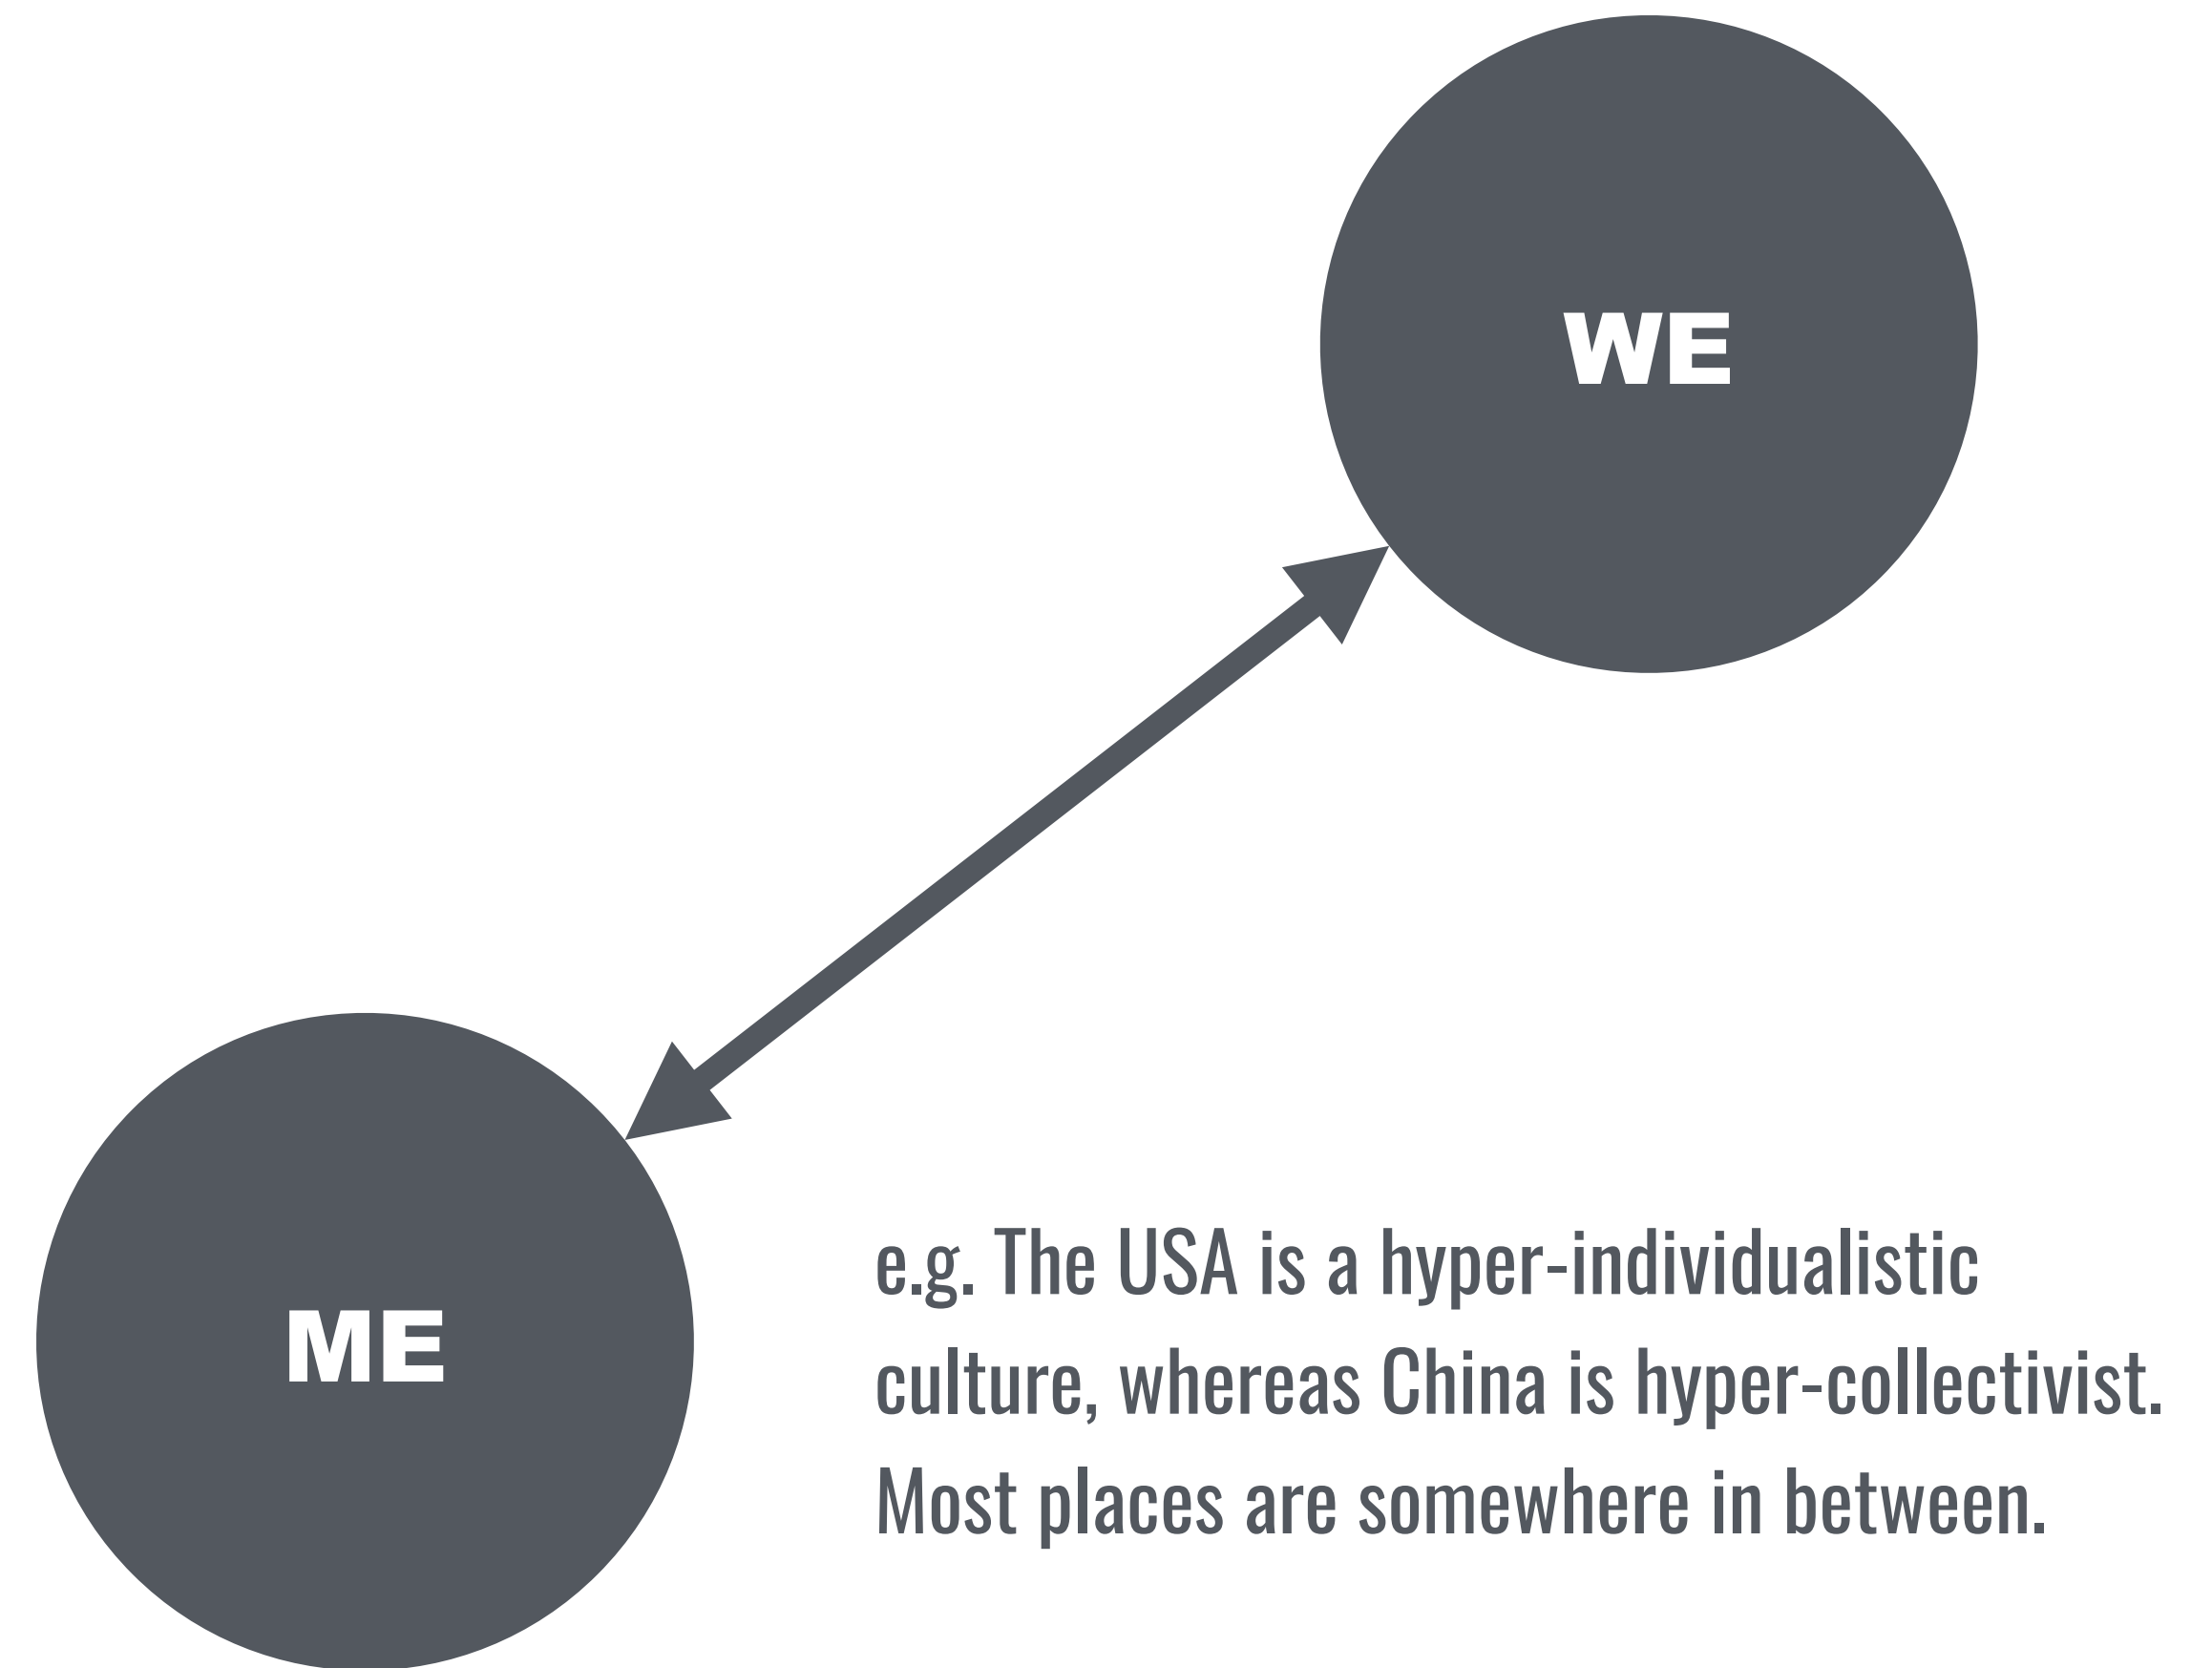 WE
ME
e.g. The USA is a hyper-individualistic
culture, whereas China is hyper-collectivist.
Most places are somewhere in between.